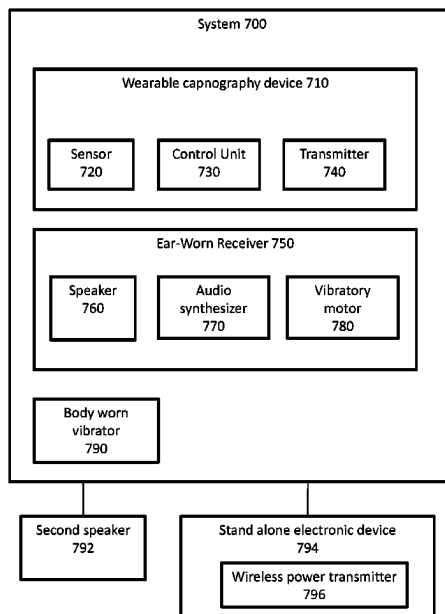 System 700
Wearable capnography device 710
Sensor
720
Control Unit
730
Transmitter
740
Ear-Worn Receiver 750
Speaker
760
Audio
synthesizer
770
Vibratory
motor
780
Body worn
vibrator
790
Second speaker
792
Stand alone electronic device
794
Wireless power transmitter
796